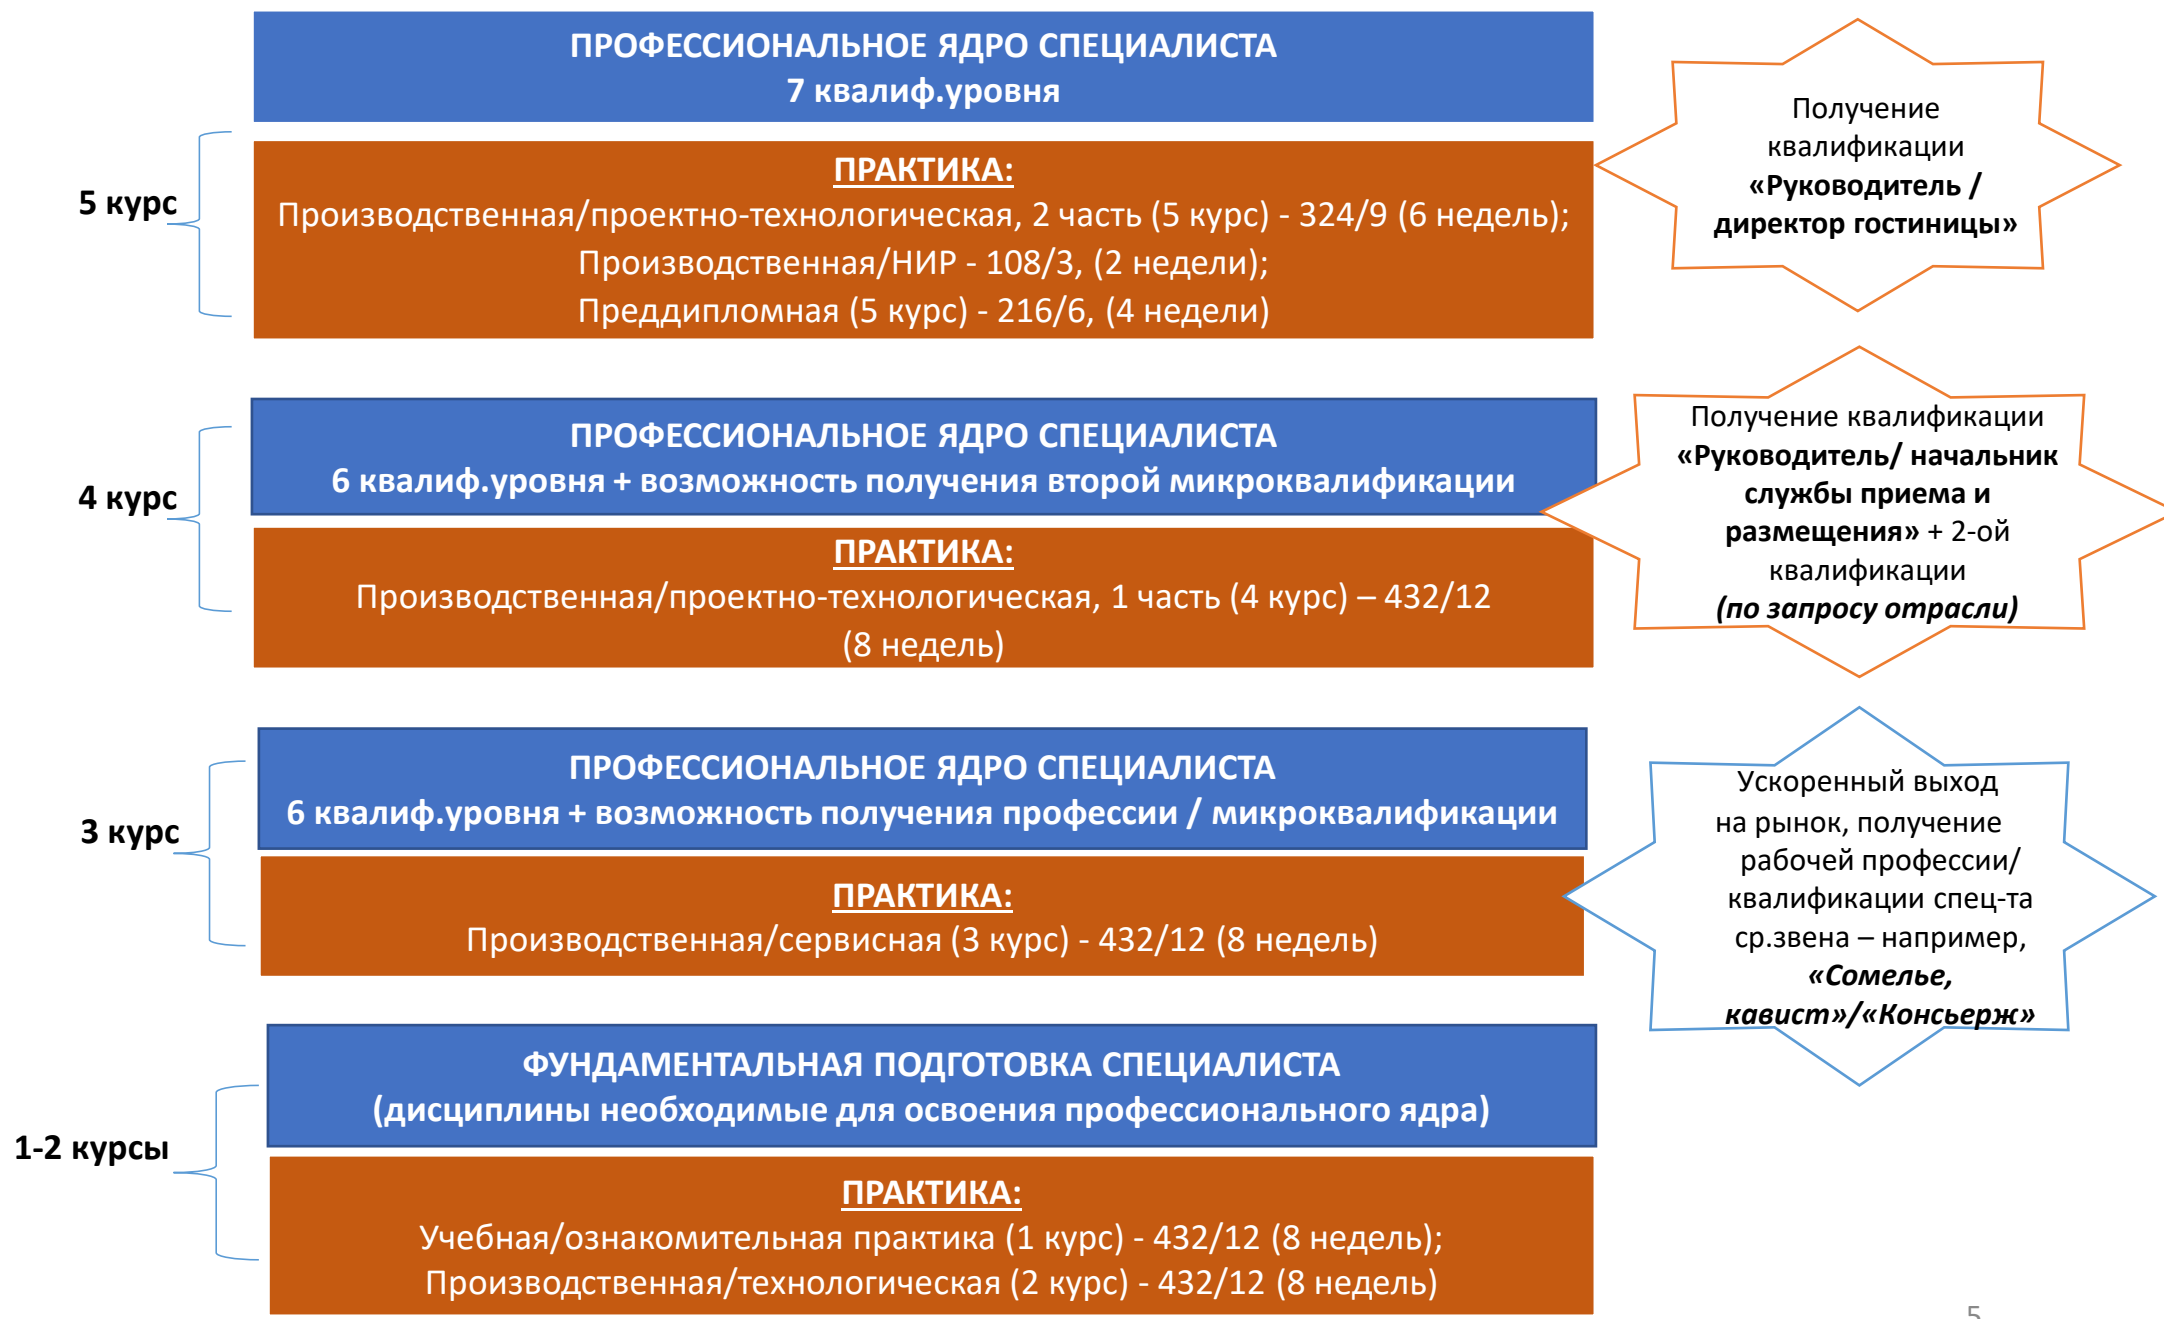 ПРОФЕССИОНАЛЬНОЕ ЯДРО СПЕЦИАЛИСТА
7 квалиф.уровня
5 курс
ПРАКТИКА:
Производственная/проектно-технологическая, 2 часть (5 курс) - 324/9 (6 недель);
Производственная/НИР - 108/3, (2 недели);
Преддипломная (5 курс) - 216/6, (4 недели)
Получение
квалификации
«Руководитель /
директор гостиницы»
4 курс
ПРОФЕССИОНАЛЬНОЕ ЯДРО СПЕЦИАЛИСТА
6 квалиф.уровня + возможность получения второй микроквалификации
ПРАКТИКА:
Производственная/проектно-технологическая, 1 часть (4 курс) – 432/12
(8 недель)
Получение квалификации
«Руководитель/ начальник
службы приема и
размещения» + 2-ой
квалификации
(по запросу отрасли)
3 курс
ПРОФЕССИОНАЛЬНОЕ ЯДРО СПЕЦИАЛИСТА
6 квалиф.уровня + возможность получения профессии / микроквалификации
ПРАКТИКА:
Производственная/сервисная (3 курс) - 432/12 (8 недель)
Ускоренный выход
на рынок, получение
рабочей профессии/
квалификации спец-та
ср.звена – например,
«Сомелье,
кавист»/«Консьерж»
1-2 курсы
ФУНДАМЕНТАЛЬНАЯ ПОДГОТОВКА СПЕЦИАЛИСТА
(дисциплины необходимые для освоения профессионального ядра)
ПРАКТИКА:
Учебная/ознакомительная практика (1 курс) - 432/12 (8 недель);
Производственная/технологическая (2 курс) - 432/12 (8 недель)
5